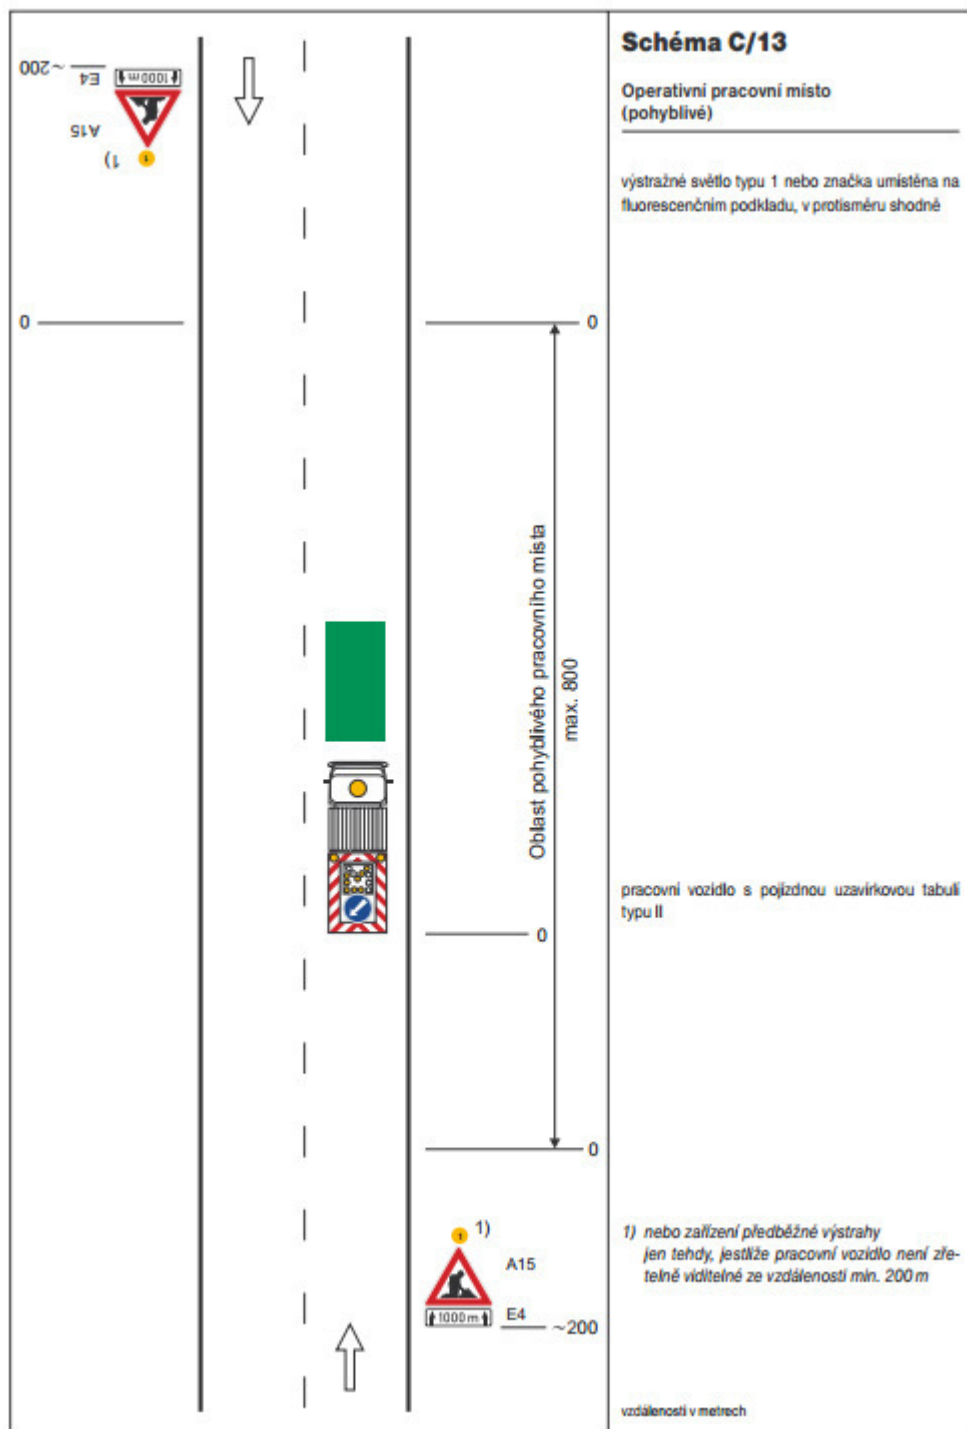 Schéma C/13
Operativní pracovní místo
(pohyblivé)
výstražné světlo typu 1 nebo značka umístěna na
fluorescenčním podkladu, v protisměru shodně
~200
E4
1000 m
A15
1
1)
0
0
Oblast pohyblivého pracovního místa
max. 800
pracovní vozidlo s pojízdnou uzavírkovou tabulí
typu II
0
0
1
1)
A15
1000 m
E4
~200
1) nebo zařízení předběžné výstrahy
jen tehdy, jestliže pracovní vozidlo není zře-
telně viditelné ze vzdálenosti min. 200 m
vzdálenosti v metrech